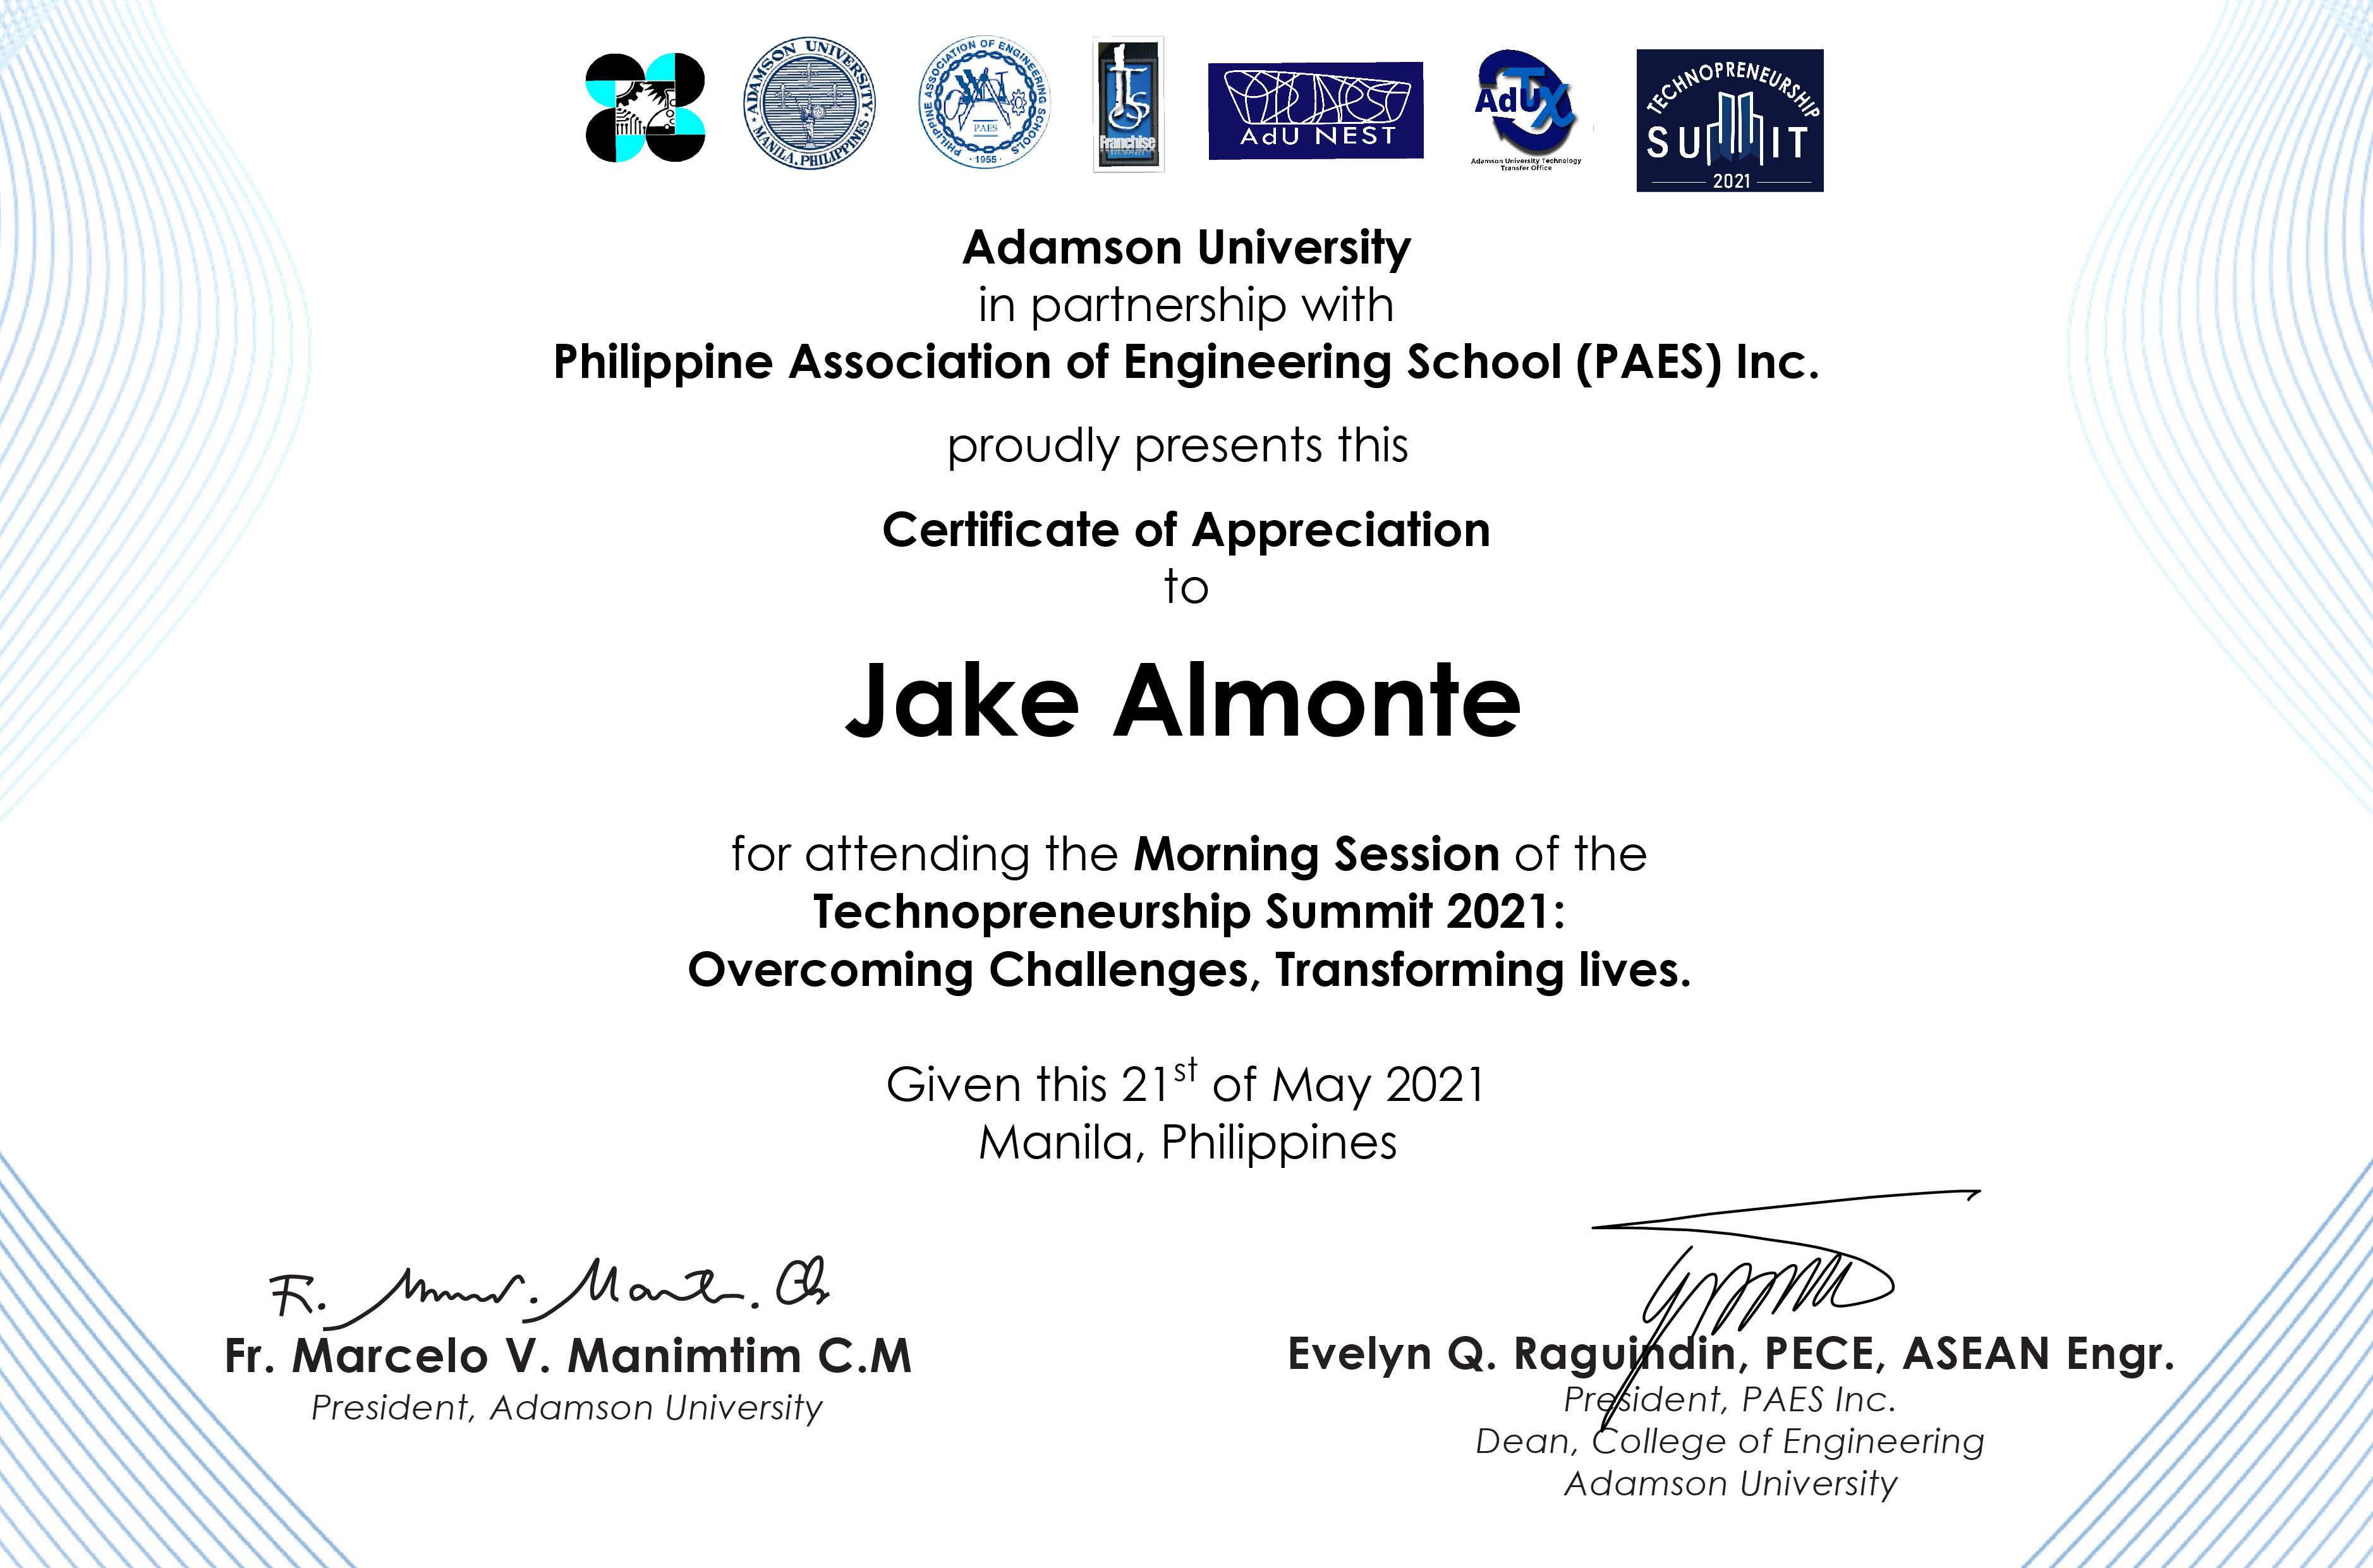 ADAMSON UNIVERSITY
MANILA, PHILIPPINES
PHILIPPINE ASSOCIATION OF ENGINEERING SCHOOLS
PAES
1955
Franchise
AdU NEST
AdUTX
Adamson University Technology
Transfer Office
TECHNOPRENEURSHIP
SUMMIT
2021
Adamson University
in partnership with
Philippine Association of Engineering School (PAES) Inc.
proudly presents this
Certificate of Appreciation
to
Jake Almonte
for attending the Morning Session of the
Technopreneurship Summit 2021:
Overcoming Challenges, Transforming lives.
Given this 21st of May 2021
Manila, Philippines
Fr. Marcelo V. Manimtim C.M
President, Adamson University
Evelyn Q. Raguindin, PECE, ASEAN Engr.
President, PAES Inc.
Dean, College of Engineering
Adamson University